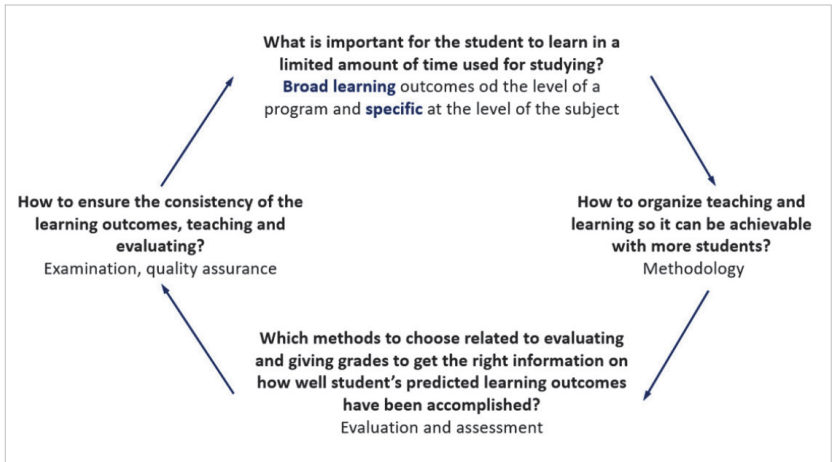 What is important for the student to learn in a
limited amount of time used for studying?
Broad learning outcomes od the level of a
program and specific at the level of the subject
How to organize teaching and
learning so it can be achievable
with more students?
Methodology
Which methods to choose related to evaluating
and giving grades to get the right information on
how well student's predicted learning outcomes
have been accomplished?
Evaluation and assessment
How to ensure the consistency of the
learning outcomes, teaching and
evaluating?
Examination, quality assurance